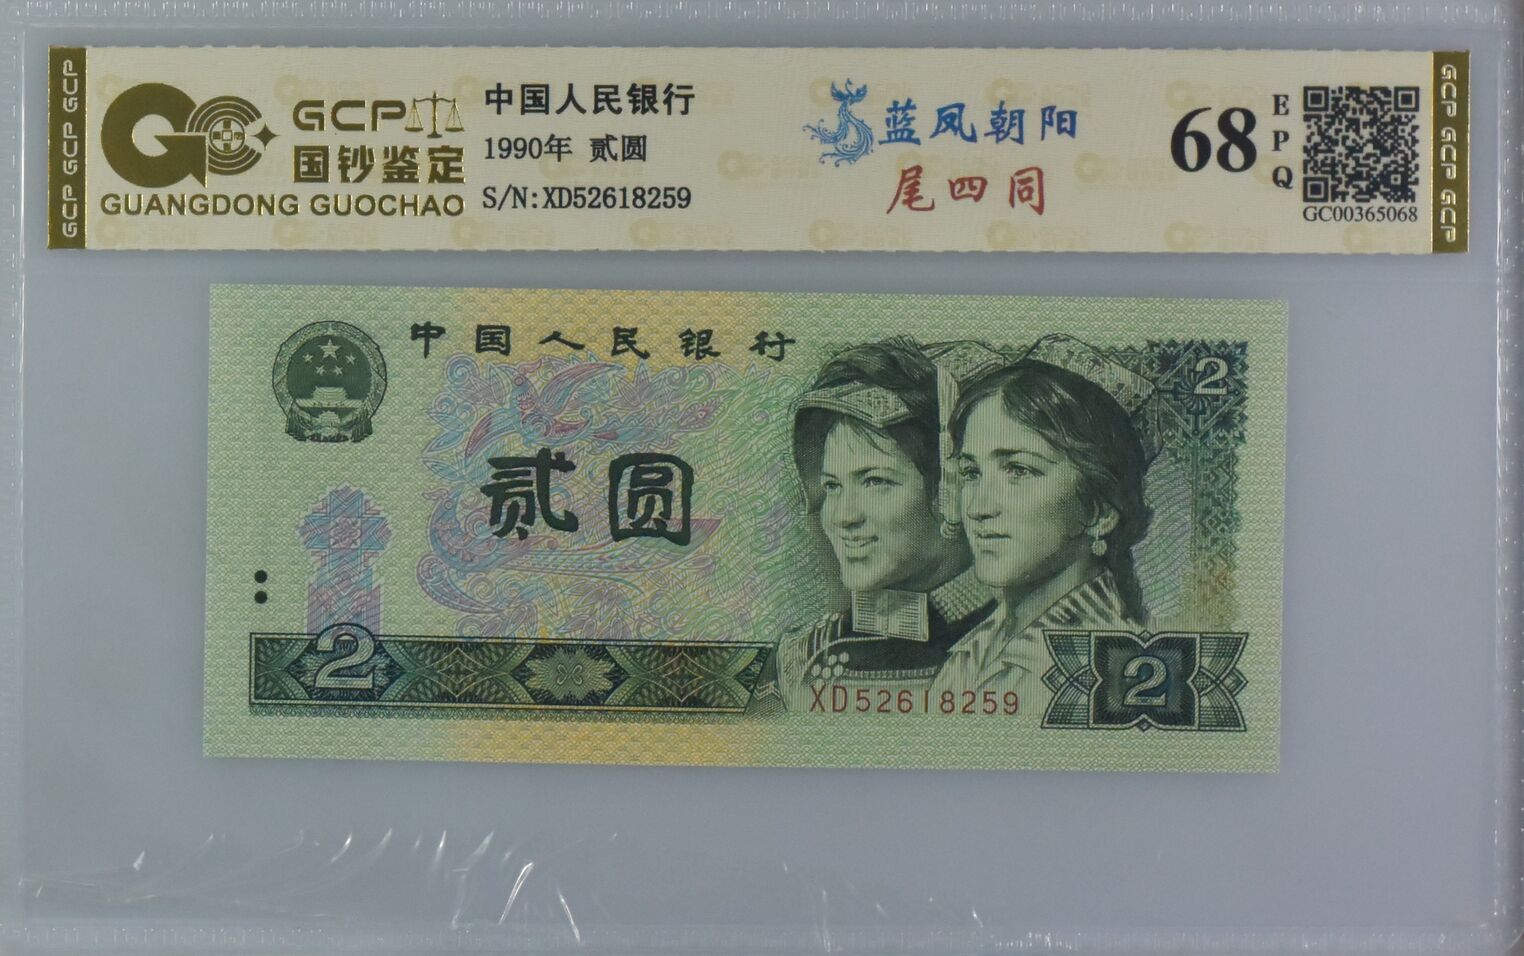 GCP GCP GCP
GCP
国钞鉴定
GUANGDONG GUOCHAO
中国人民银行
1990年 贰圆
S/N:XD52618259
蓝凤朝阳
尾四同
68
EPQ
GC00365068
GCP GCP GCP
中国人民银行
2
贰圆
2
XD52618259
2